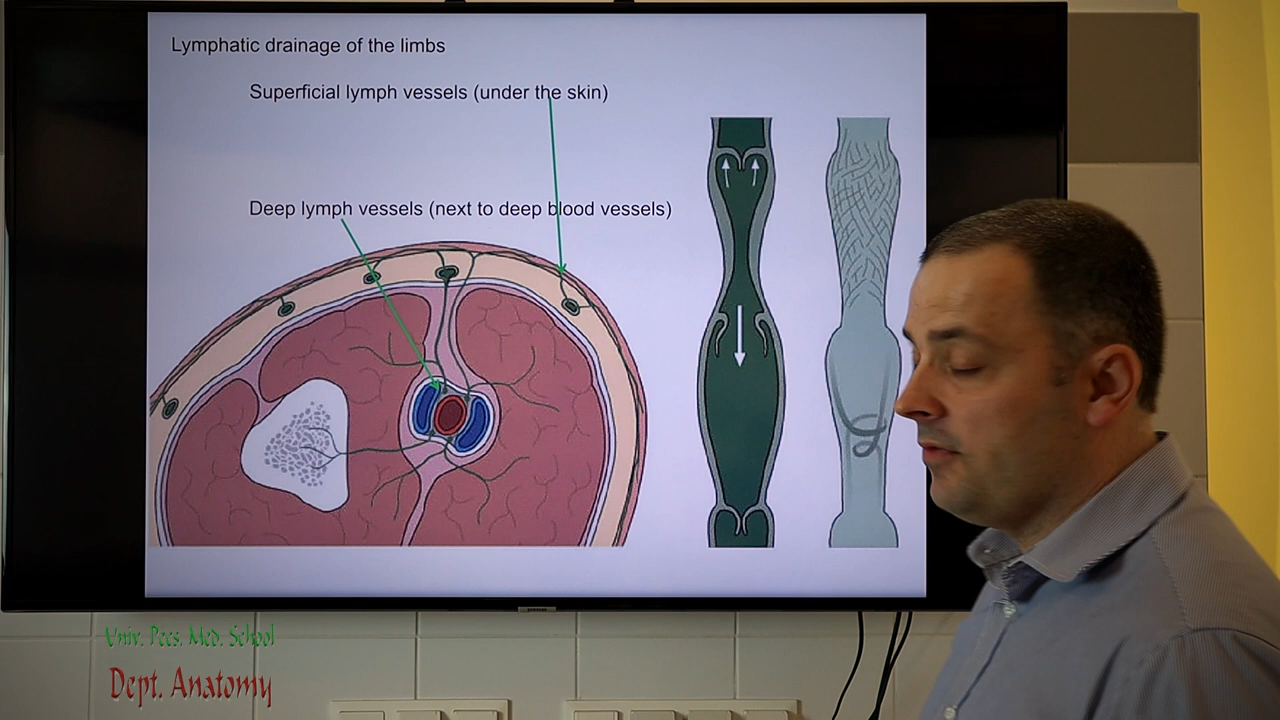 Lymphatic drainage of the limbs
Superficial lymph vessels (under the skin)
Deep lymph vessels (next to deep blood vessels)
Univ. Pecs. Med. School
Dept. Anatomy